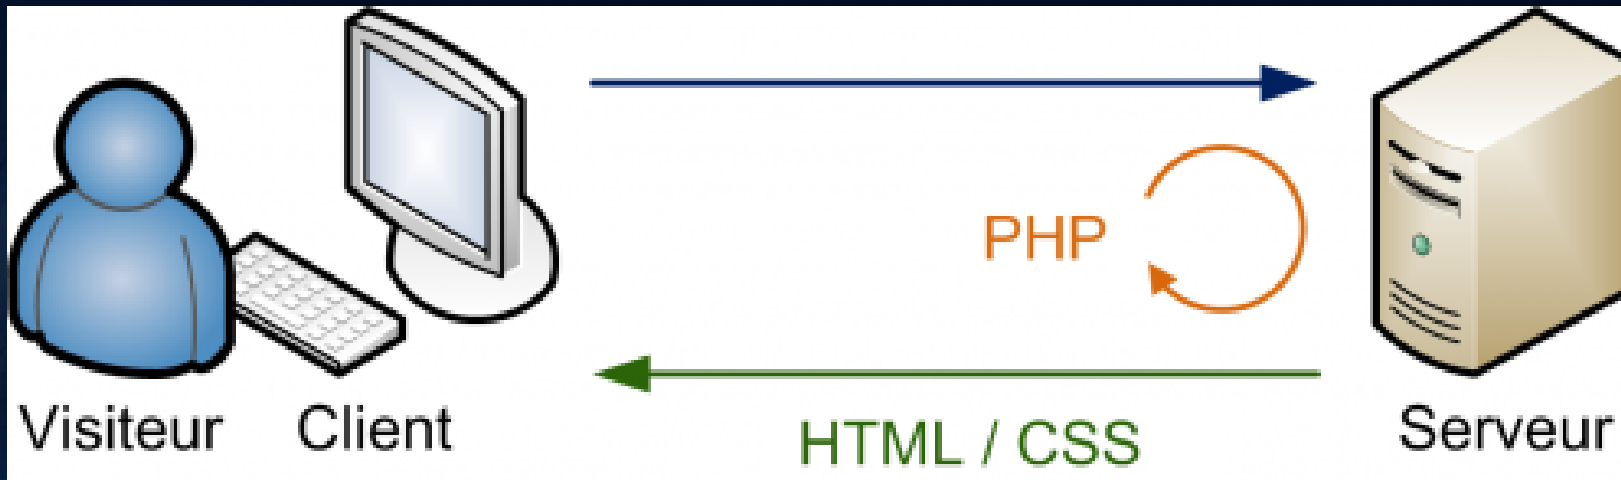 PHP
Visiteur
Client
HTML / CSS
Serveur